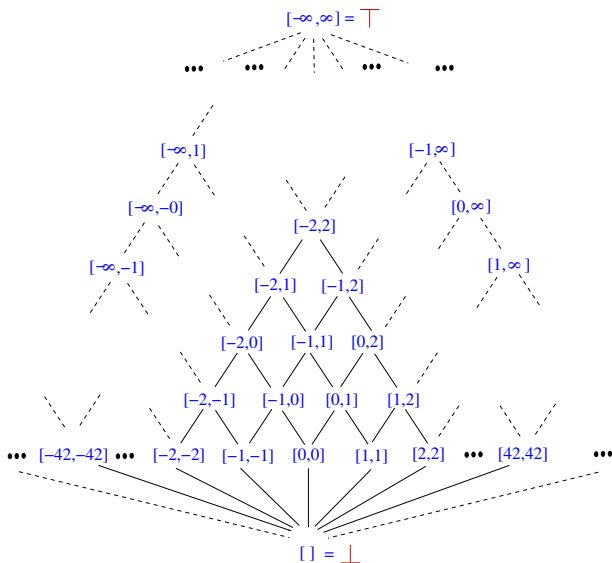 [-∞,∞] = ⊤
••• ••• ••• •••
[-∞,1] [-1,∞]
[-∞,-0] [0,∞]
[-2,2]
[-∞,-1] [1,∞]
[-2,1] [-1,2]
[-2,0] [-1,1] [0,2]
[-2,-1] [-1,0] [0,1] [1,2]
••• [-42,-42] ••• [-2,-2] [-1,-1] [0,0] [1,1] [2,2] ••• [42,42] •••
[ ] = ⊥